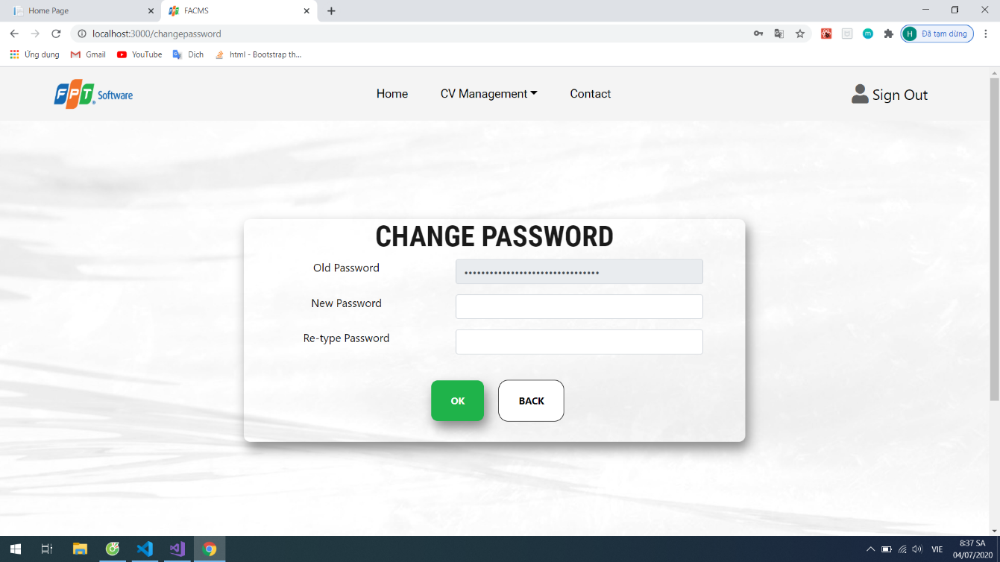 Home Page
FACMS
localhost:3000/changepassword
H
Đã tạm dừng
Ứng dụng
Gmail
YouTube
Dịch
html - Bootstrap th...
FPT Software
Home
CV Management
Contact
Sign Out
CHANGE PASSWORD
Old Password
New Password
Re-type Password
OK
BACK
VIE
8:37 SA
04/07/2020